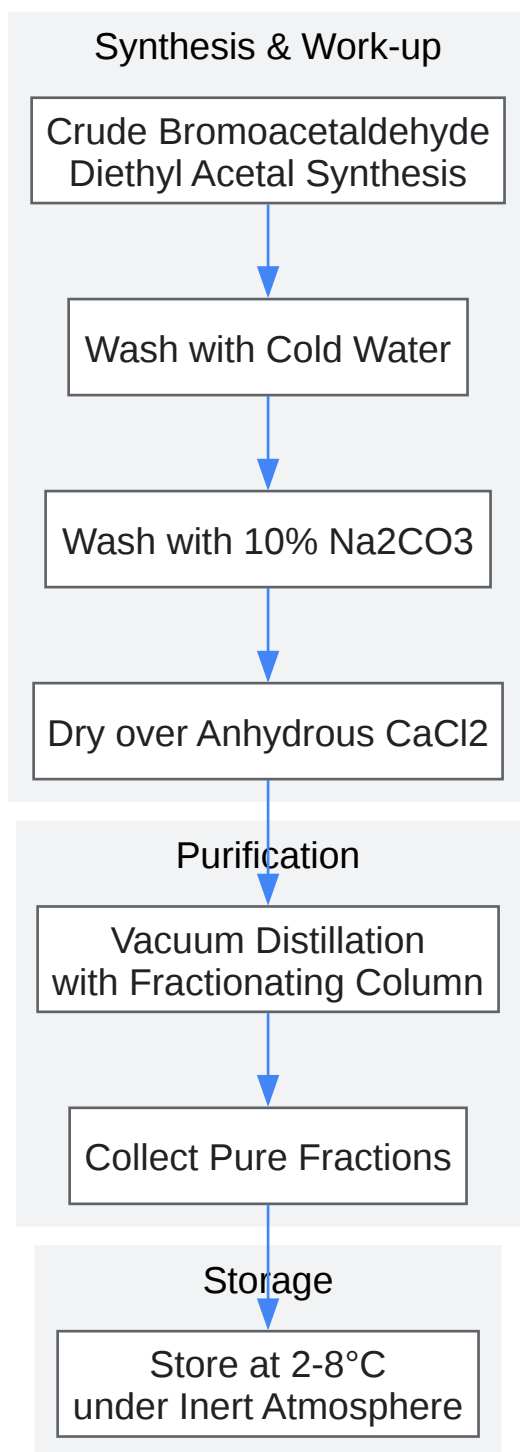 Synthesis & Work-up
Crude Bromoacetaldehyde
Diethyl Acetal Synthesis
Wash with Cold Water
Wash with 10% Na2CO3
Dry over Anhydrous CaCl2
Purification
Vacuum Distillation
with Fractionating Column
Collect Pure Fractions
Storage
Store at 2-8°C
under Inert Atmosphere